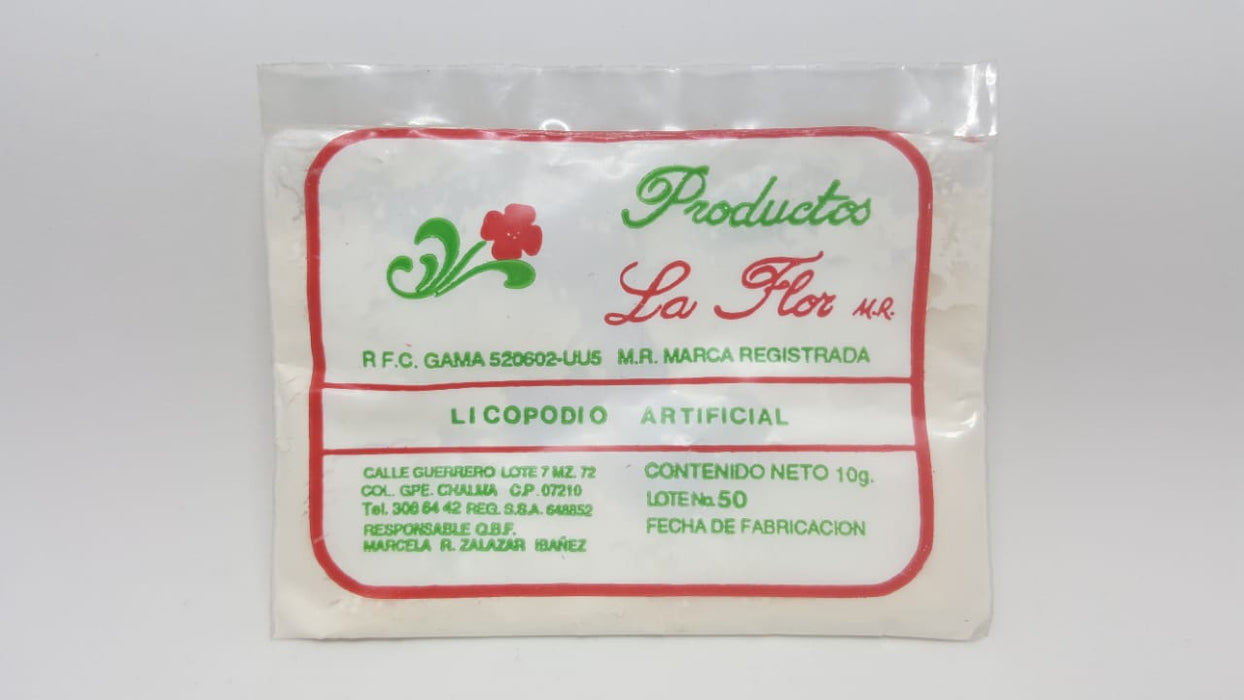 Productos
La Flor M.R.
R F.C. GAMA 520602-UU5 M.R. MARCA REGISTRADA
LICOPODIO ARTIFICIAL
CALLE GUERRERO LOTE 7 MZ. 72
COL. GPE. CHALMA C.P. 07210
Tel. 306 64 42 REG. S.S.A. 648852
RESPONSABLE Q.B.F.
MARCELA R. ZALAZAR IBAÑEZ
CONTENIDO NETO 10g.
LOTE No. 50
FECHA DE FABRICACION